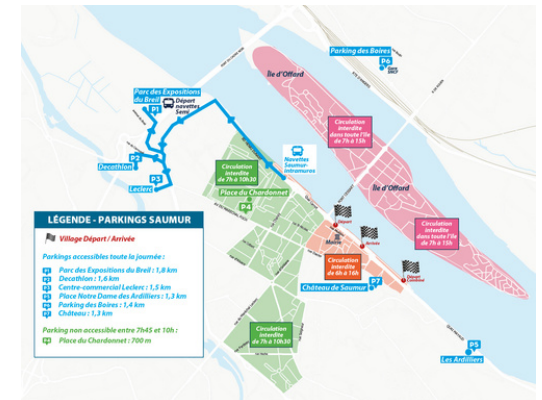 Parking des Boires
P6
Île d'Offard
Parc des Expositions
du Breil
P1
Départ
navettes
Semi
P2
Decathlon
P3
Leclerc
Navettes
Saumur-
intramuros
Circulation
interdite
dans toute l'île
de 7h à 15h
Circulation
interdite
de 7h à 10h30
Place du Chardonnet
P4
Île d'Offard
Départ
Mairie
Arrivée
Circulation
interdite
dans toute l'île
de 7h à 15h
Circulation
interdite
de 6h à 16h
Château de Saumur
P7
Circulation
interdite
de 7h à 10h30
P5
Les Ardilliers
LÉGENDE - PARKINGS SAUMUR
Village Départ / Arrivée
Parkings accessibles toute la journée :
P1 Parc des Expositions du Breil : 1,8 km
P2 Decathlon : 1,6 km
P3 Centre-commercial Leclerc : 1,5 km
P5 Place Notre Dame des Ardilliers : 1,3 km
P6 Parking des Boires : 1,4 km
P7 Château : 1,3 km
Parking non accessible entre 7h45 et 10h :
P4 Place du Chardonnet : 700 m